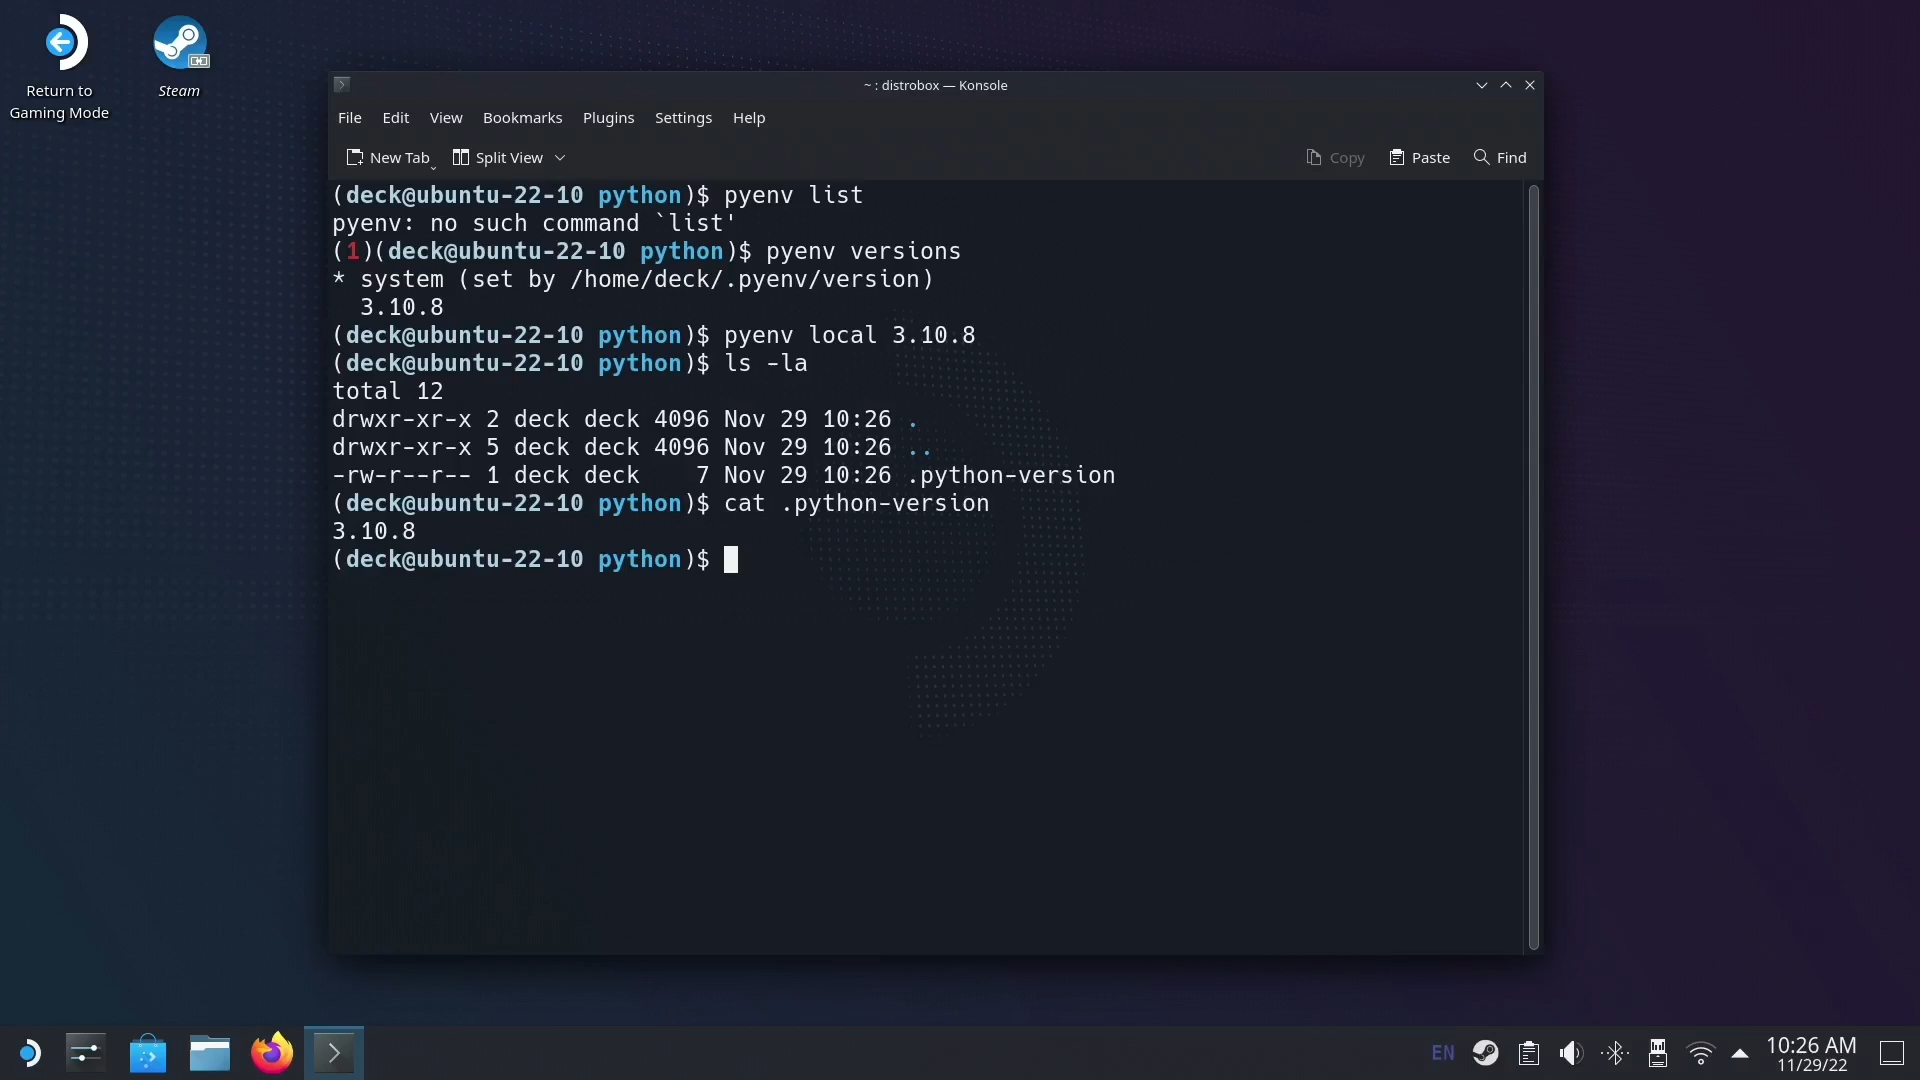 Return to
Gaming Mode
Steam
~ : distrobox — Konsole
File Edit View Bookmarks Plugins Settings Help
New Tab Split View Copy Paste Find
(deck@ubuntu-22-10 python)$ pyenv list
pyenv: no such command `list'
(1)(deck@ubuntu-22-10 python)$ pyenv versions
* system (set by /home/deck/.pyenv/version)
  3.10.8
(deck@ubuntu-22-10 python)$ pyenv local 3.10.8
(deck@ubuntu-22-10 python)$ ls -la
total 12
drwxr-xr-x 2 deck deck 4096 Nov 29 10:26 .
drwxr-xr-x 5 deck deck 4096 Nov 29 10:26 ..
-rw-r--r-- 1 deck deck    7 Nov 29 10:26 .python-version
(deck@ubuntu-22-10 python)$ cat .python-version
3.10.8
(deck@ubuntu-22-10 python)$
EN
10:26 AM
11/29/22